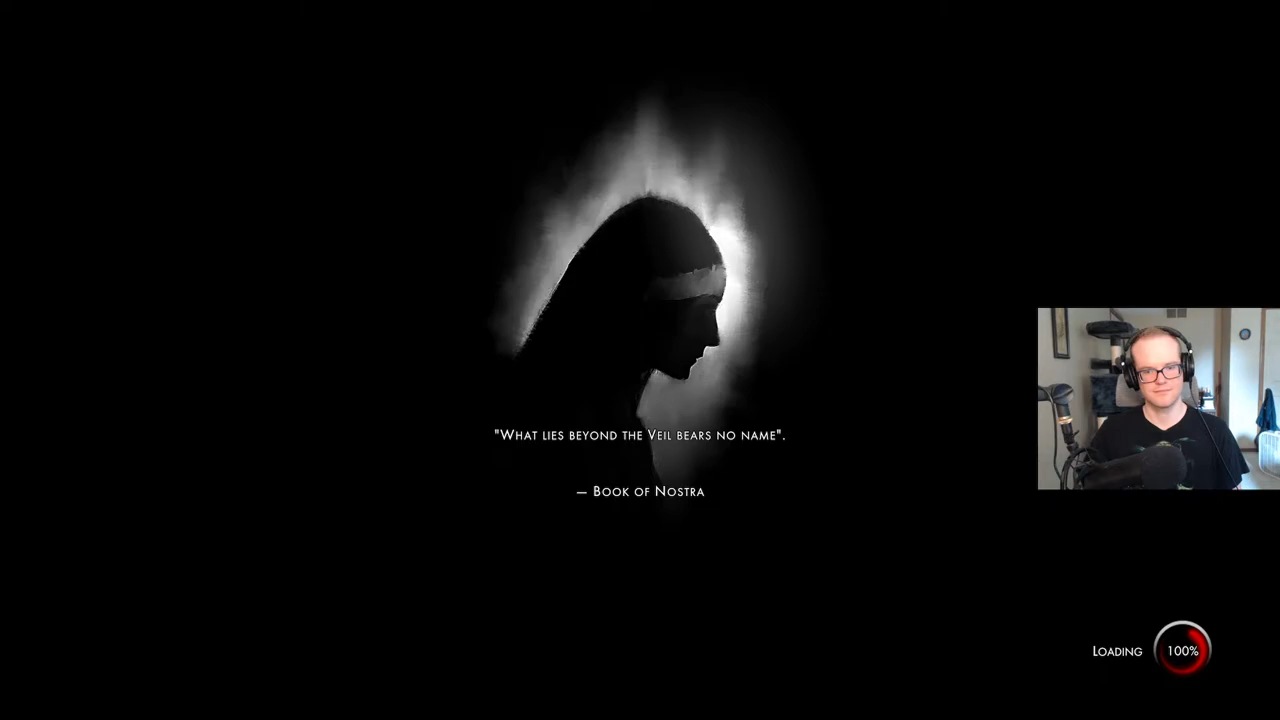 "What lies beyond the Veil bears no name".
— Book of Nostra
Loading 100%